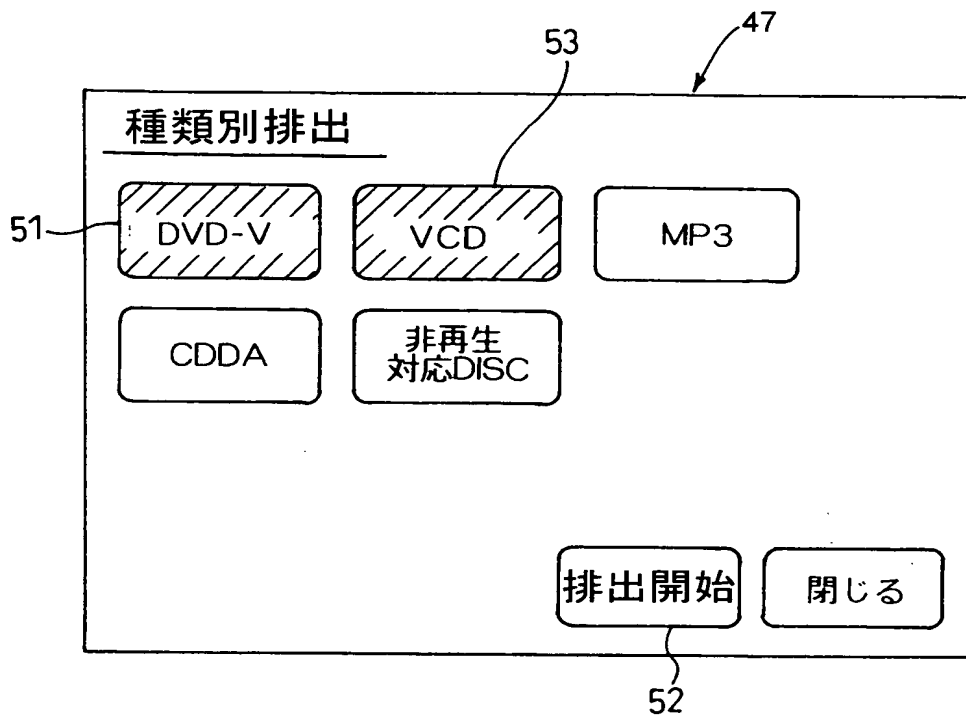 47
53
種類別排出
51
DVD-V
VCD
MP3
CDDA
非再生
対応DISC
排出開始
閉じる
52